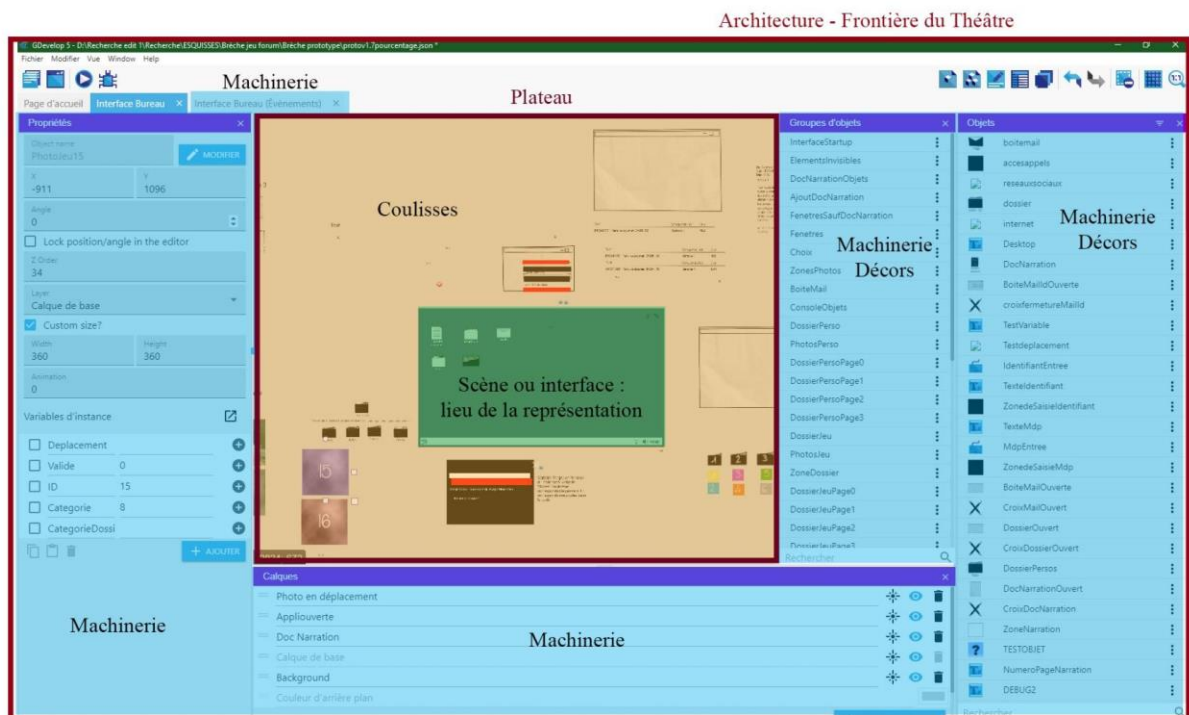 Architecture - Frontière du Théâtre
GDevelop 5 - D:\Recherche edit 1\Recherche\ESQUISSES\Brèche jeu forum\Brèche prototype\protov1.7pourcentage.json *
Fichier Modifier Vue Window Help
Machinerie
Plateau
Page d'accueil
Interface Bureau ×
Interface Bureau (Évènements) ×
Propriétés ×
Object name
PhotoJeu15
MODIFIER
X
-911
Y
1096
Angle
0
Lock position/angle in the editor
Z Order
34
Layer
Calque de base
Custom size?
Width
360
Height
360
Animation
0
Variables d'instance
Deplacement
Valide 0
ID 15
Categorie 8
CategorieDossi
+ AJOUTER
Machinerie
Coulisses
Scène ou interface :
lieu de la représentation
15
16
1 2 3
Calques ×
Photo en déplacement
Appliouverte
Doc Narration
Calque de base
Background
Couleur d'arrière plan
Machinerie
Groupes d'objets ×
InterfaceStartup
ElementsInvisibles
DocNarrationObjets
AjoutDocNarration
FenetresSaufDocNarration
Fenetres
Choix
ZonesPhotos
BoiteMail
ConsoleObjets
DossierPerso
PhotosPerso
DossierPersoPage0
DossierPersoPage1
DossierPersoPage2
DossierPersoPage3
DossierJeu
PhotosJeu
ZoneDossier
DossierJeuPage0
DossierJeuPage1
DossierJeuPage2
DossierJeuPage3
Rechercher
Machinerie
Décors
Objets ×
boitemail
accesappels
reseauxsociaux
dossier
internet
Desktop
DocNarration
BoiteMailIdOuverte
croixfermetureMailId
TestVariable
Testdeplacement
IdentifiantEntree
TexteIdentifiant
ZonedeSaisieIdentifiant
TexteMdp
MdpEntree
ZonedeSaisieMdp
BoiteMailOuverte
CroixMailOuvert
DossierOuvert
CroixDossierOuvert
DossierPersos
DocNarrationOuvert
CroixDocNarration
ZoneNarration
TESTOBJET
NumeroPageNarration
DEBUG2
Rechercher
Machinerie
Décors